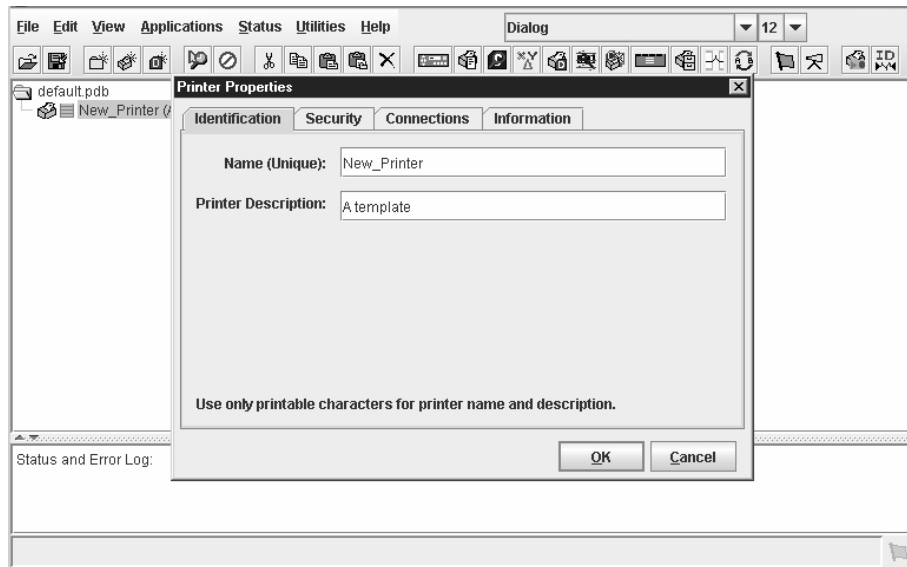 File Edit View Applications Status Utilities Help Dialog 12
ID
default.pdb
New_Printer (A
Printer Properties
Identification Security Connections Information
Name (Unique): New_Printer
Printer Description: A template
Use only printable characters for printer name and description.
OK Cancel
Status and Error Log: